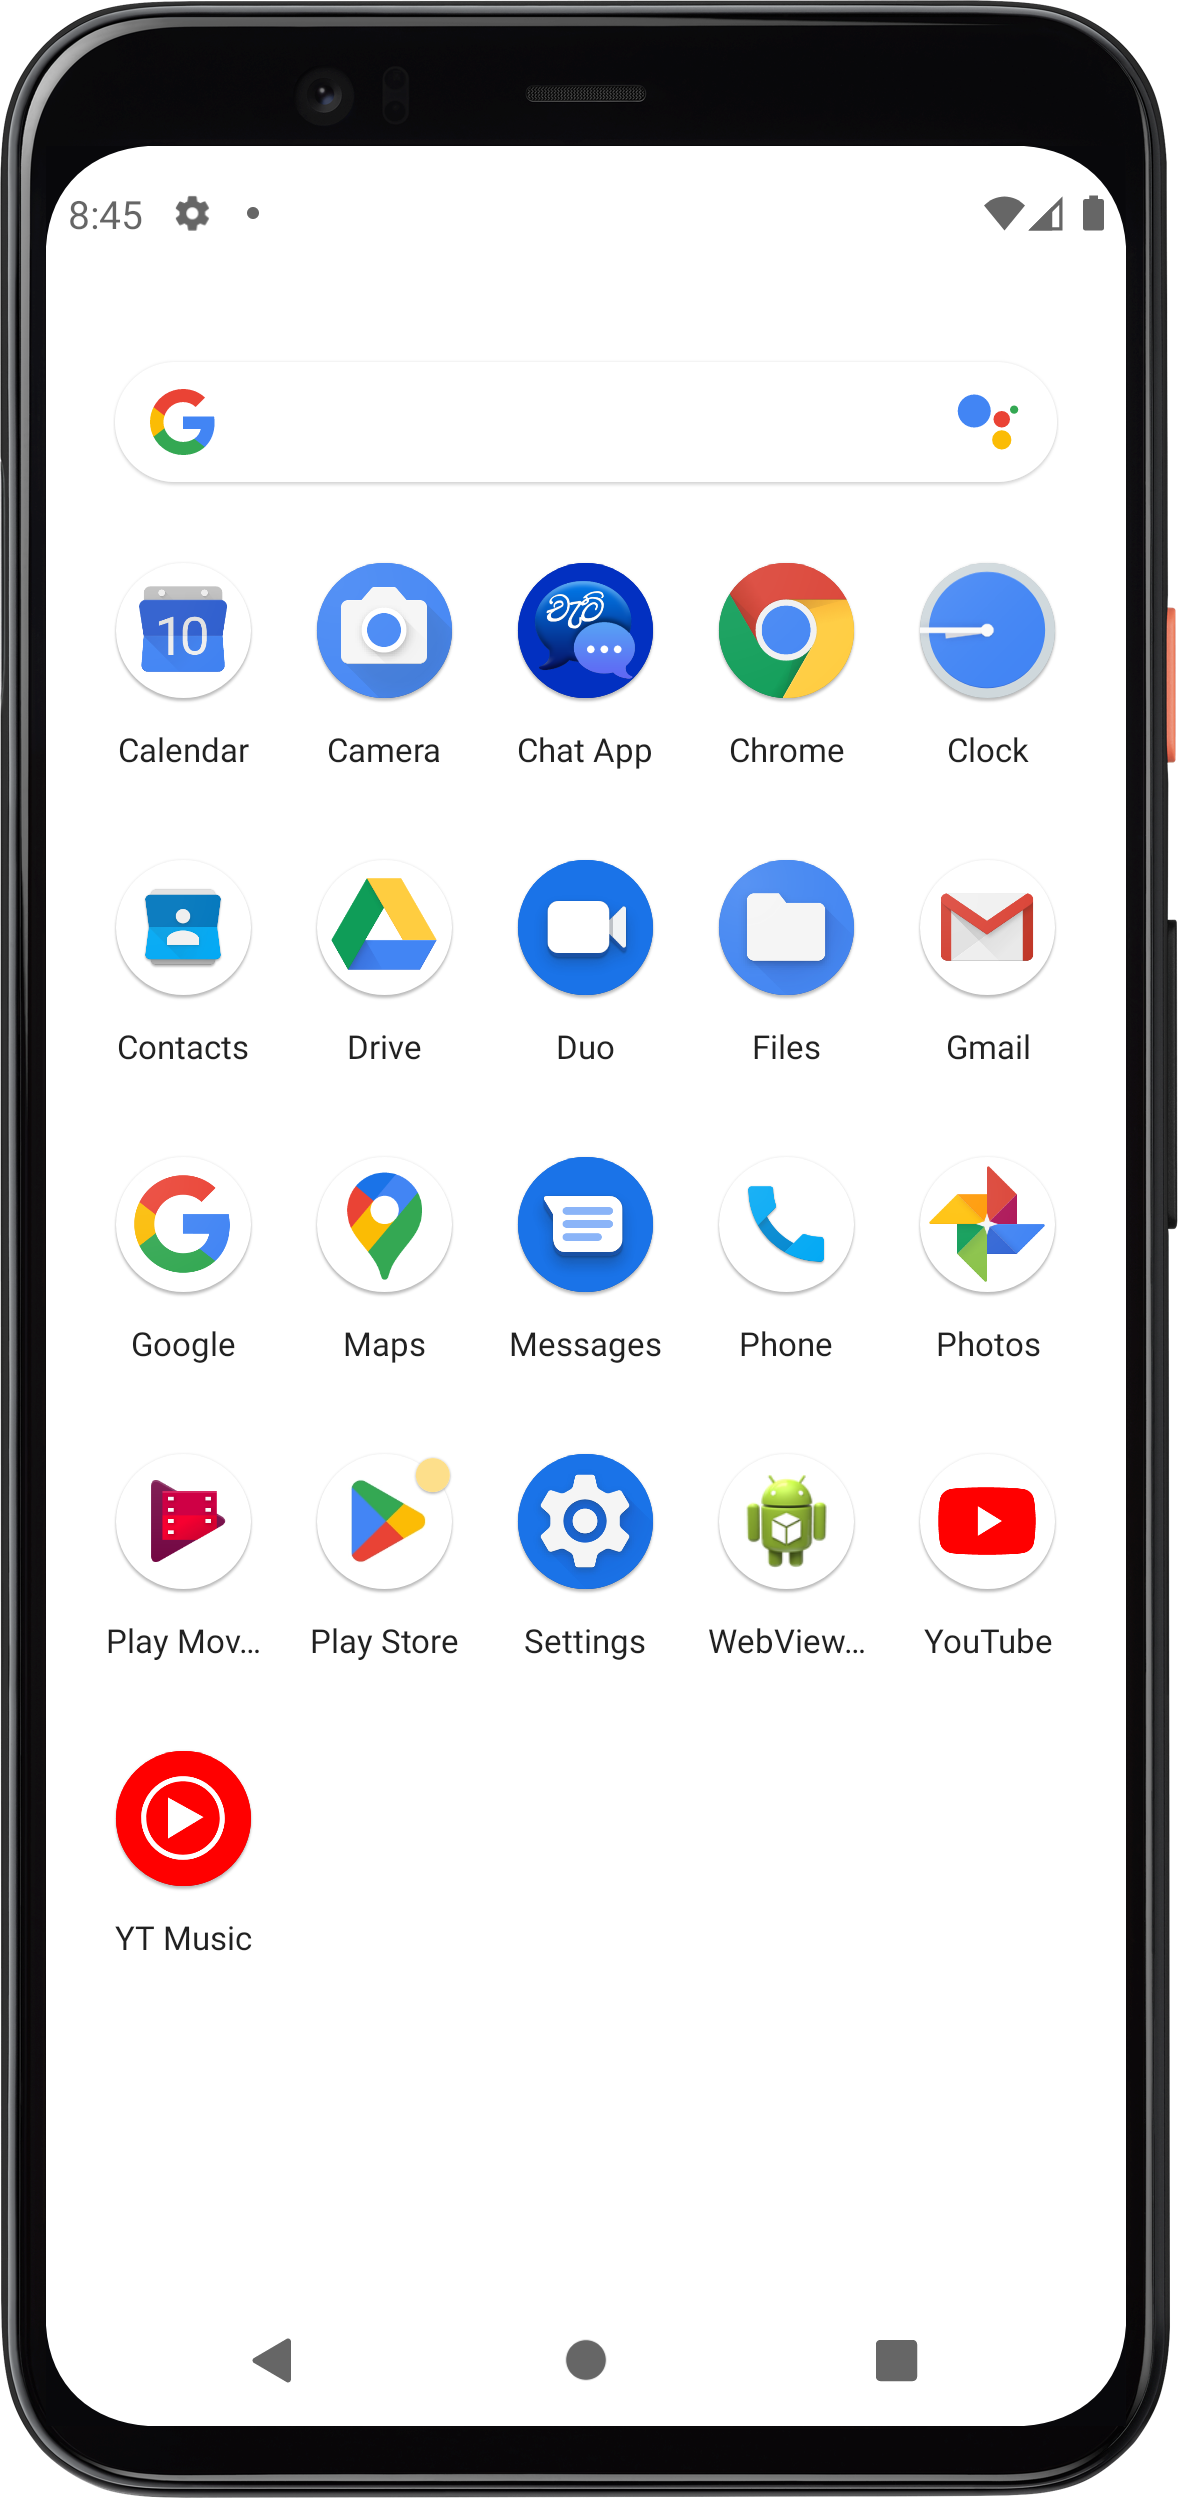 8:45
10
චැට්
Calendar
Camera
Chat App
Chrome
Clock
Contacts
Drive
Duo
Files
Gmail
Google
Maps
Messages
Phone
Photos
Play Mov...
Play Store
Settings
WebView...
YouTube
YT Music